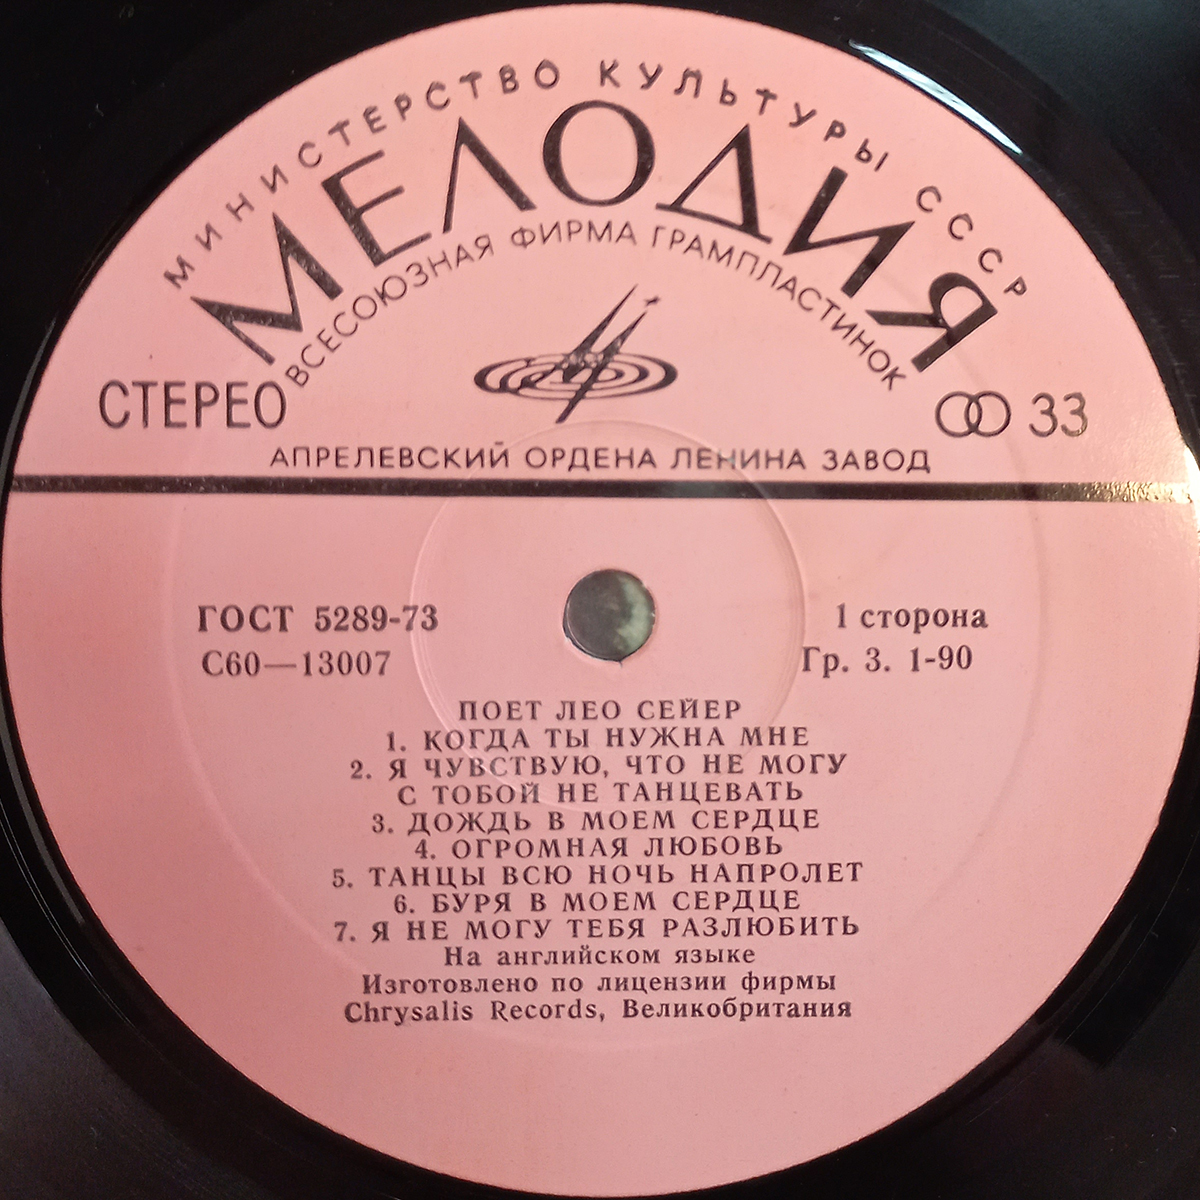 МИНИСТЕРСТВО КУЛЬТУРЫ СССР
МЕЛОДИЯ
ВСЕСОЮЗНАЯ ФИРМА ГРАМПЛАСТИНОК
СТЕРЕО
33
АПРЕЛЕВСКИЙ ОРДЕНА ЛЕНИНА ЗАВОД
ГОСТ 5289-73
1 сторона
С60—13007
Гр. 3. 1-90
ПОЕТ ЛЕО СЕЙЕР
1. КОГДА ТЫ НУЖНА МНЕ
2. Я ЧУВСТВУЮ, ЧТО НЕ МОГУ
С ТОБОЙ НЕ ТАНЦЕВАТЬ
3. ДОЖДЬ В МОЕМ СЕРДЦЕ
4. ОГРОМНАЯ ЛЮБОВЬ
5. ТАНЦЫ ВСЮ НОЧЬ НАПРОЛЕТ
6. БУРЯ В МОЕМ СЕРДЦЕ
7. Я НЕ МОГУ ТЕБЯ РАЗЛЮБИТЬ
На английском языке
Изготовлено по лицензии фирмы
Chrysalis Records, Великобритания